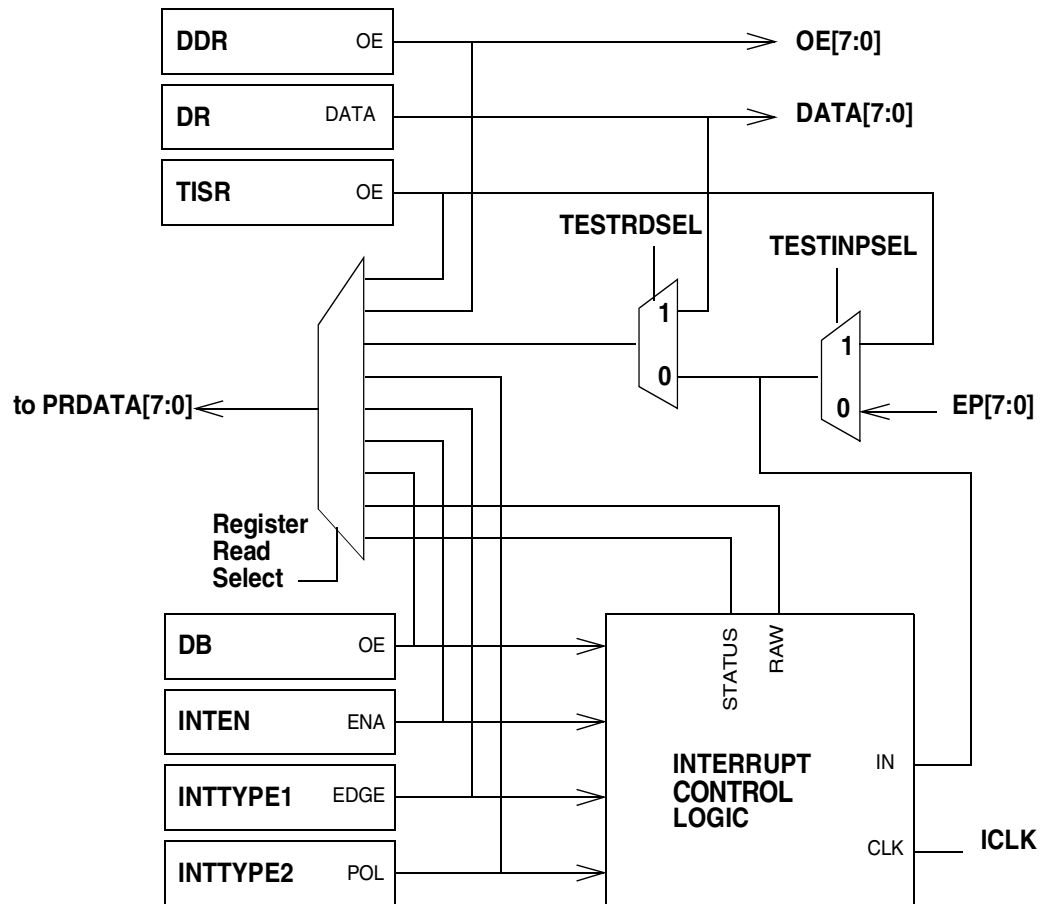 DDR OE
OE[7:0]
DR DATA
DATA[7:0]
TISR OE
TESTRDSEL
TESTINPSEL
1
1
0
0
to PRDATA[7:0]
EP[7:0]
Register
Read
Select
DB OE
STATUS
RAW
INTEN ENA
INTERRUPT
CONTROL
LOGIC
IN
INTTYPE1 EDGE
CLK
ICLK
INTTYPE2 POL